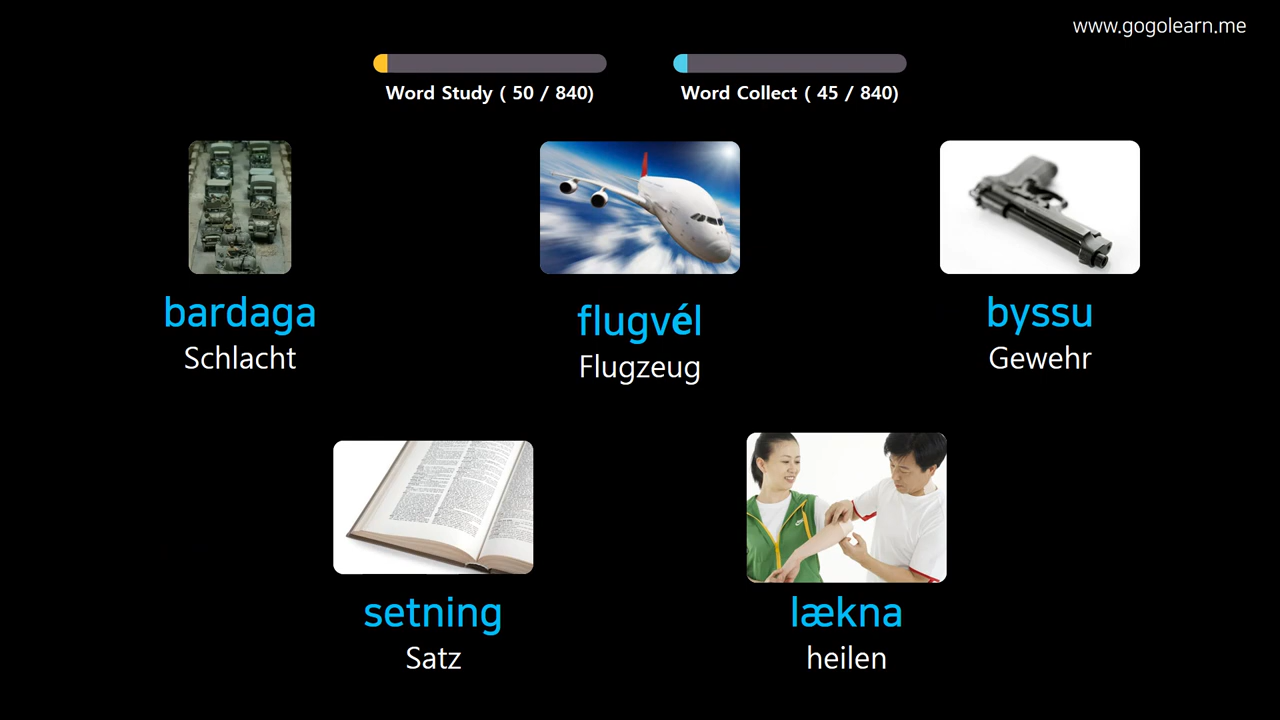 www.gogolearn.me
Word Study ( 50 / 840)
Word Collect ( 45 / 840)
bardaga
Schlacht
flugvél
Flugzeug
byssu
Gewehr
setning
Satz
lækna
heilen